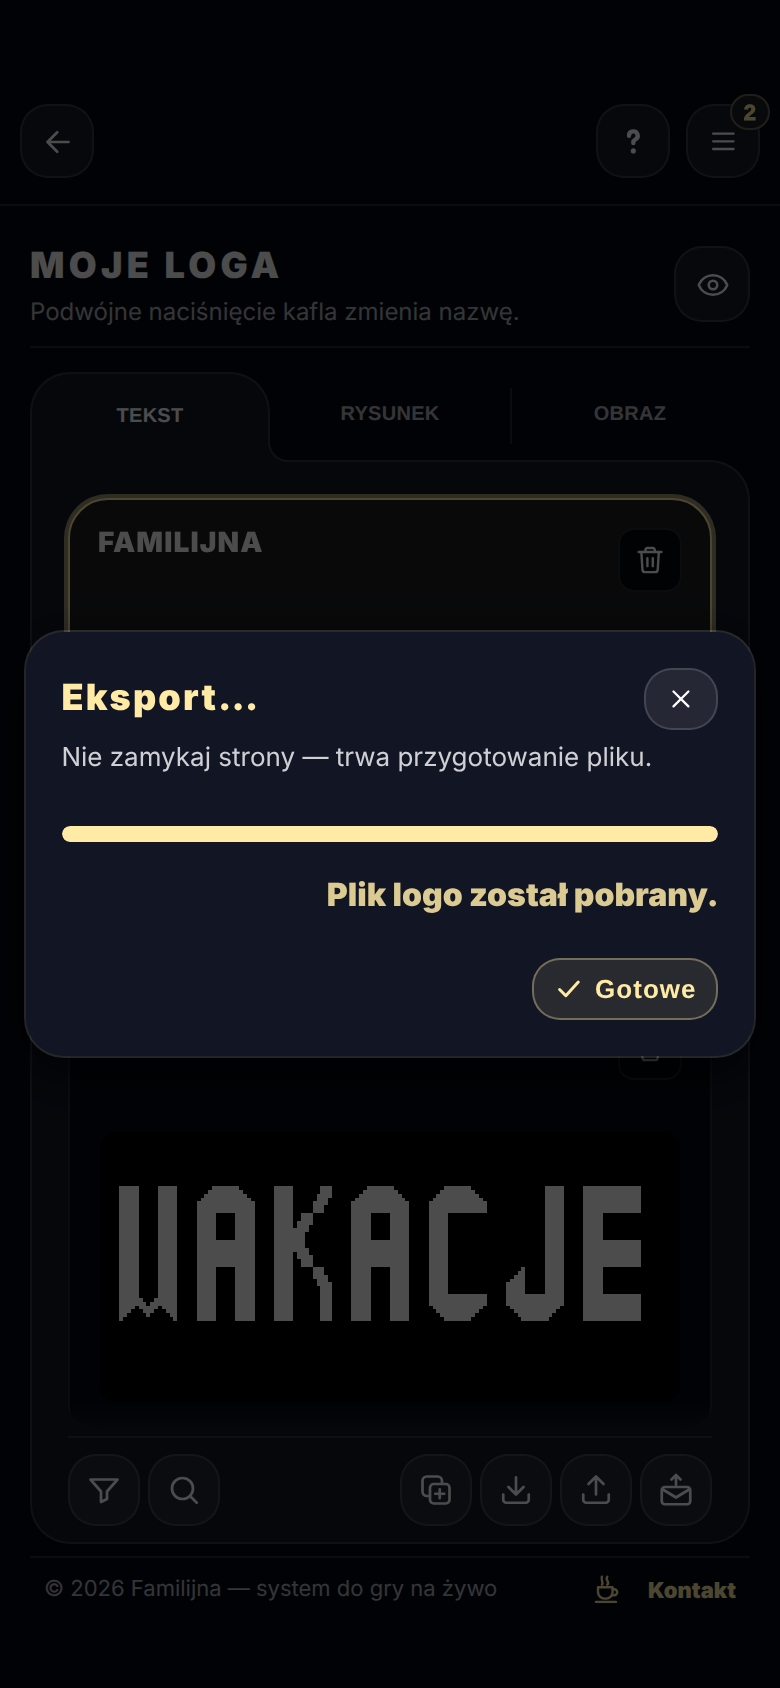 2
MOJE LOGA
Podwójne naciśnięcie kafla zmienia nazwę.
TEKST
RYSUNEK
OBRAZ
FAMILIJNA
Eksport...
Nie zamykaj strony — trwa przygotowanie pliku.
Plik logo został pobrany.
Gotowe
WAKACJE
© 2026 Familijna — system do gry na żywo
Kontakt